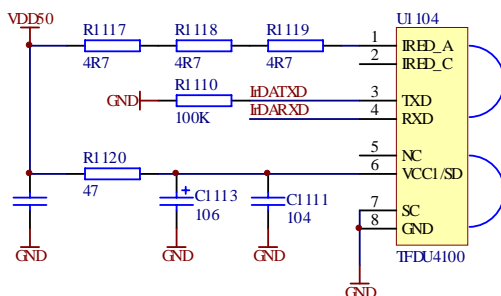 VDD50
R1117
R1118
R1119
U1104
4R7
4R7
4R7
1
IRED_A
2
IRED_C
R1110
IrDATXD
3
TXD
GND
100K
IrDARXD
4
RXD
5
NC
R1120
6
VCC1/SD
47
C1113
C1111
106
104
7
SC
8
GND
GND
GND
GND
TFDU4100
GND